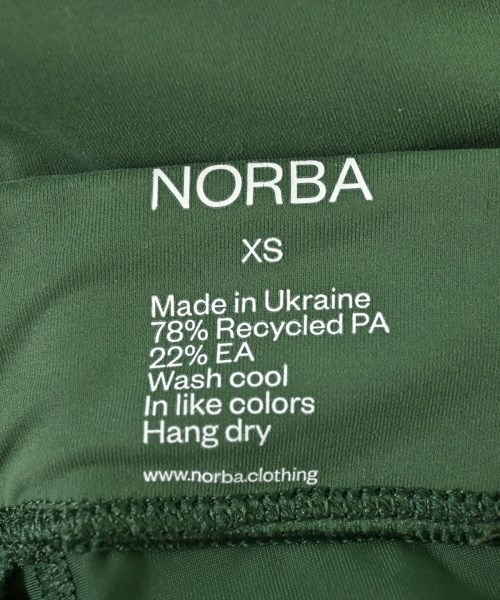 NORBA
XS
Made in Ukraine
78% Recycled PA
22% EA
Wash cool
In like colors
Hang dry
www.norba.clothing